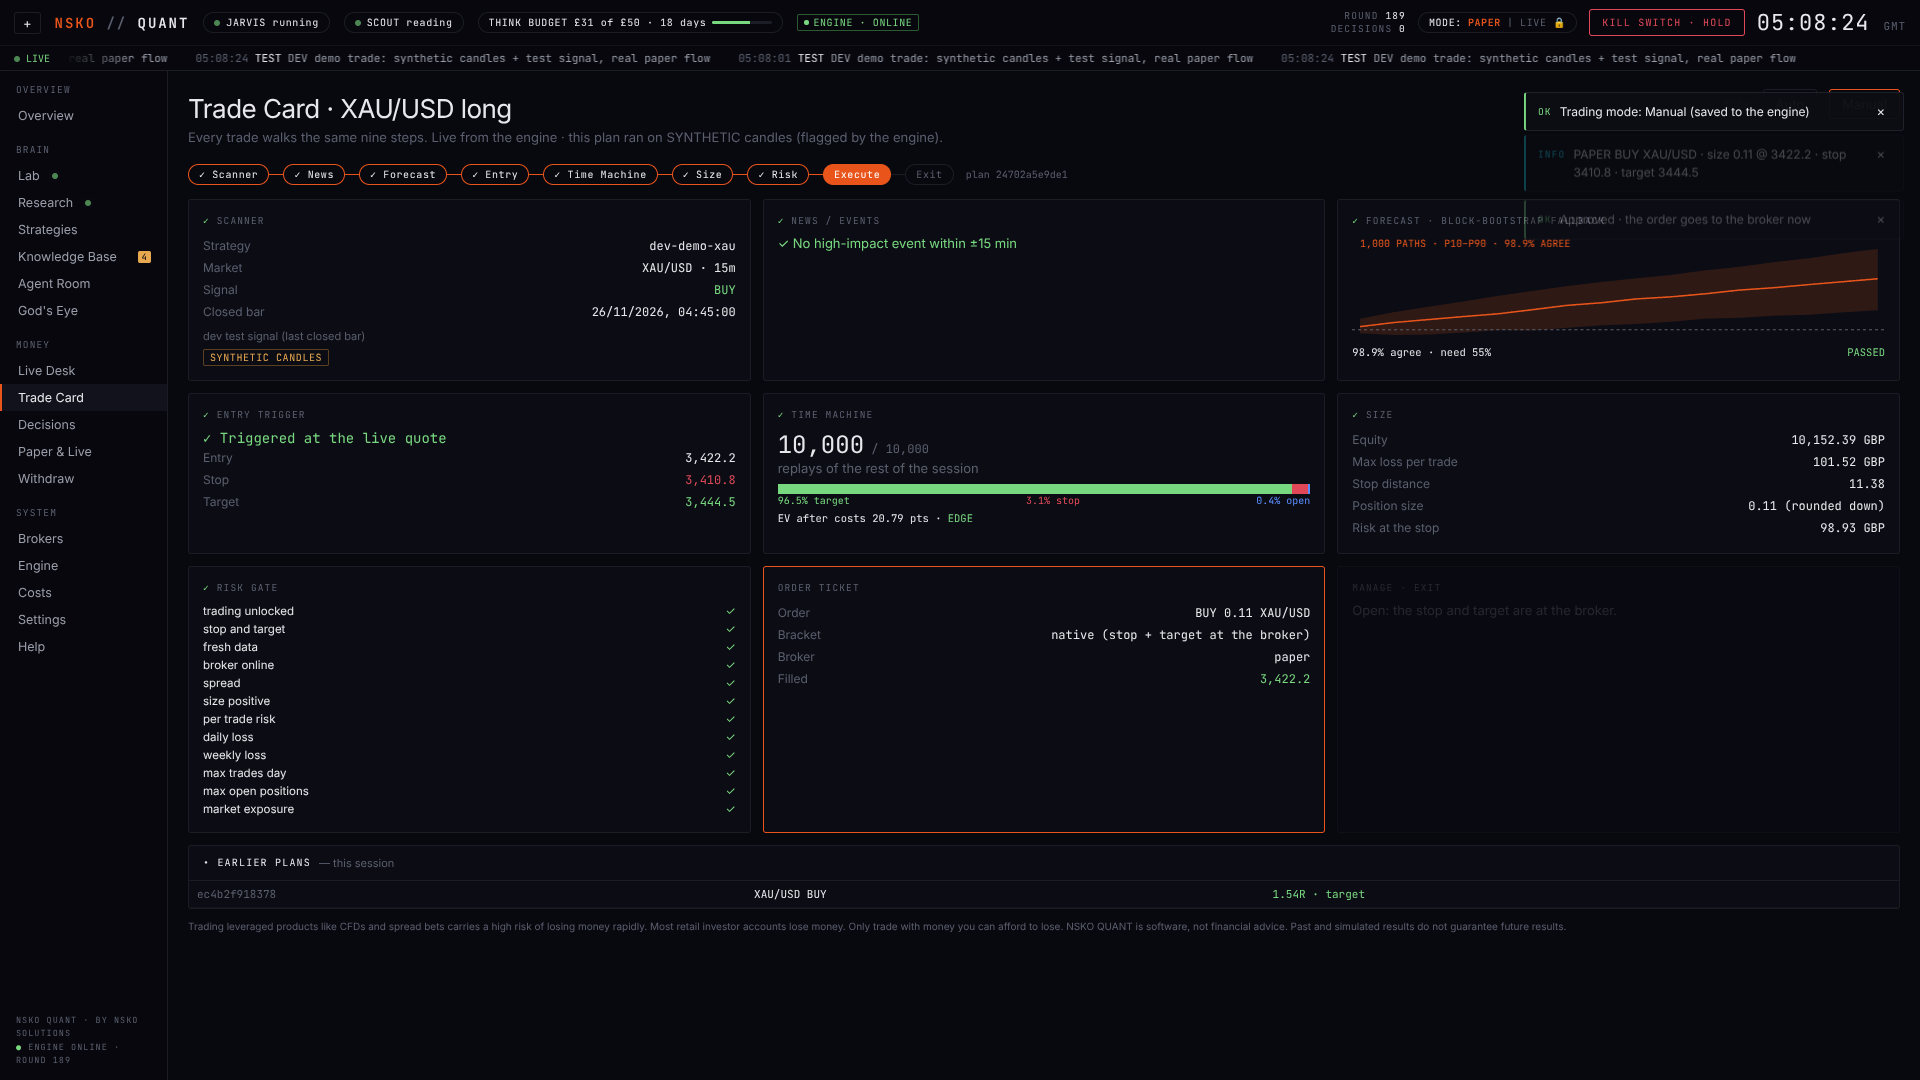 + NSKO // QUANT JARVIS running SCOUT reading THINK BUDGET £31 of £50 · 18 days ENGINE · ONLINE ROUND 189 DECISIONS 0 MODE: PAPER | LIVE 🔒 KILL SWITCH · HOLD 05:08:24 GMT
LIVE real paper flow 05:08:24 TEST DEV demo trade: synthetic candles + test signal, real paper flow 05:08:01 TEST DEV demo trade: synthetic candles + test signal, real paper flow 05:08:24 TEST DEV demo trade: synthetic candles + test signal, real paper flow
OVERVIEW
Overview
BRAIN
Lab
Research
Strategies
Knowledge Base 4
Agent Room
God's Eye
MONEY
Live Desk
Trade Card
Decisions
Paper & Live
Withdraw
SYSTEM
Brokers
Engine
Costs
Settings
Help
NSKO QUANT · BY NSKO
SOLUTIONS
ENGINE ONLINE ·
ROUND 189
Trade Card · XAU/USD long
Every trade walks the same nine steps. Live from the engine · this plan ran on SYNTHETIC candles (flagged by the engine).
✓ Scanner ✓ News ✓ Forecast ✓ Entry ✓ Time Machine ✓ Size ✓ Risk Execute Exit plan 24702a5e9de1
OK Trading mode: Manual (saved to the engine) ×
INFO PAPER BUY XAU/USD · size 0.11 @ 3422.2 · stop ×
3410.8 · target 3444.5
OK Approved · the order goes to the broker now ×
✓ SCANNER
Strategy dev-demo-xau
Market XAU/USD · 15m
Signal BUY
Closed bar 26/11/2026, 04:45:00
dev test signal (last closed bar)
SYNTHETIC CANDLES
✓ NEWS / EVENTS
✓ No high-impact event within ±15 min
✓ FORECAST · BLOCK-BOOTSTRAP FALLBACK
1,000 PATHS · P10-P90 · 98.9% AGREE
98.9% agree · need 55% PASSED
✓ ENTRY TRIGGER
✓ Triggered at the live quote
Entry 3,422.2
Stop 3,410.8
Target 3,444.5
✓ TIME MACHINE
10,000 / 10,000
replays of the rest of the session
96.5% target 3.1% stop 0.4% open
EV after costs 20.79 pts · EDGE
✓ SIZE
Equity 10,152.39 GBP
Max loss per trade 101.52 GBP
Stop distance 11.38
Position size 0.11 (rounded down)
Risk at the stop 98.93 GBP
✓ RISK GATE
trading unlocked ✓
stop and target ✓
fresh data ✓
broker online ✓
spread ✓
size positive ✓
per trade risk ✓
daily loss ✓
weekly loss ✓
max trades day ✓
max open positions ✓
market exposure ✓
ORDER TICKET
Order BUY 0.11 XAU/USD
Bracket native (stop + target at the broker)
Broker paper
Filled 3,422.2
MANAGE · EXIT
Open: the stop and target are at the broker.
• EARLIER PLANS — this session
ec4b2f918378 XAU/USD BUY 1.54R · target
Trading leveraged products like CFDs and spread bets carries a high risk of losing money rapidly. Most retail investor accounts lose money. Only trade with money you can afford to lose. NSKO QUANT is software, not financial advice. Past and simulated results do not guarantee future results.